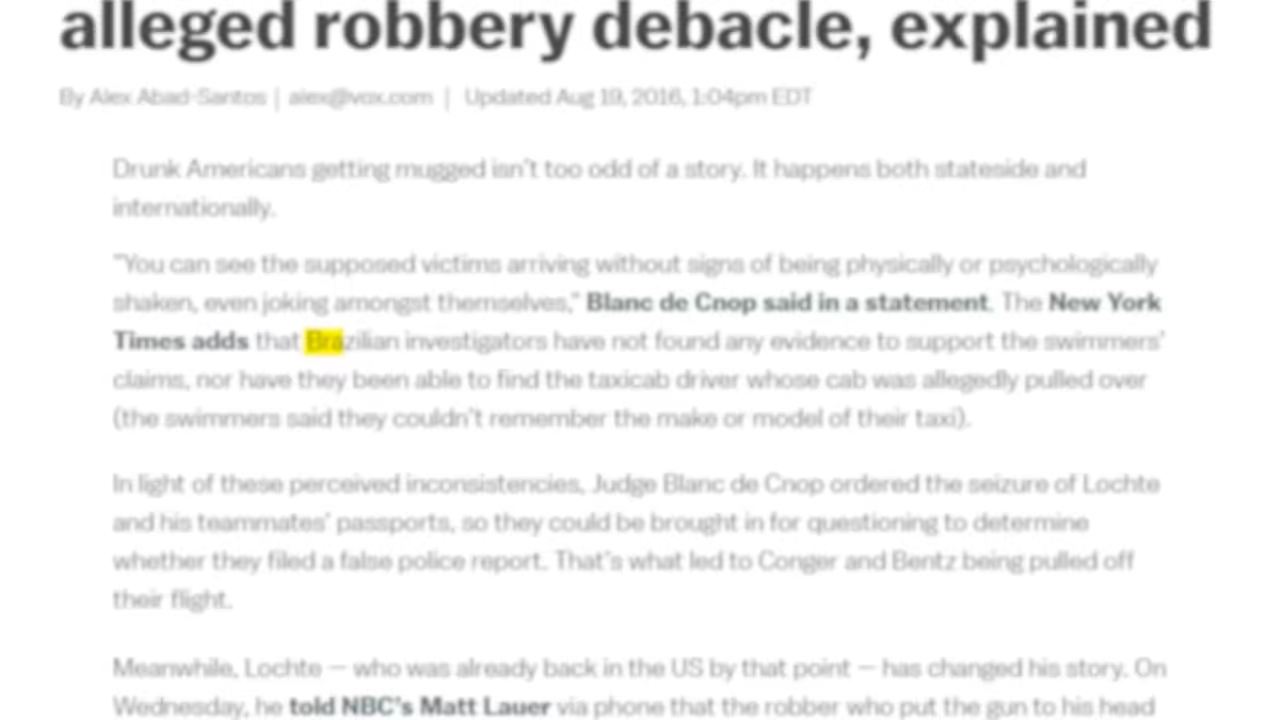 alleged robbery debacle, explained
By Alex Abad-Santos | alex@vox.com | Updated Aug 19, 2016, 1:04pm EDT
Drunk Americans getting mugged isn't too odd of a story. It happens both stateside and
internationally.
"You can see the supposed victims arriving without signs of being physically or psychologically
shaken, even joking amongst themselves," Blanc de Cnop said in a statement. The New York
Times adds that Brazilian investigators have not found any evidence to support the swimmers'
claims, nor have they been able to find the taxicab driver whose cab was allegedly pulled over
(the swimmers said they couldn't remember the make or model of their taxi).
In light of these perceived inconsistencies, Judge Blanc de Cnop ordered the seizure of Lochte
and his teammates' passports, so they could be brought in for questioning to determine
whether they filed a false police report. That's what led to Conger and Bentz being pulled off
their flight.
Meanwhile, Lochte — who was already back in the US by that point — has changed his story. On
Wednesday, he told NBC's Matt Lauer via phone that the robber who put the gun to his head